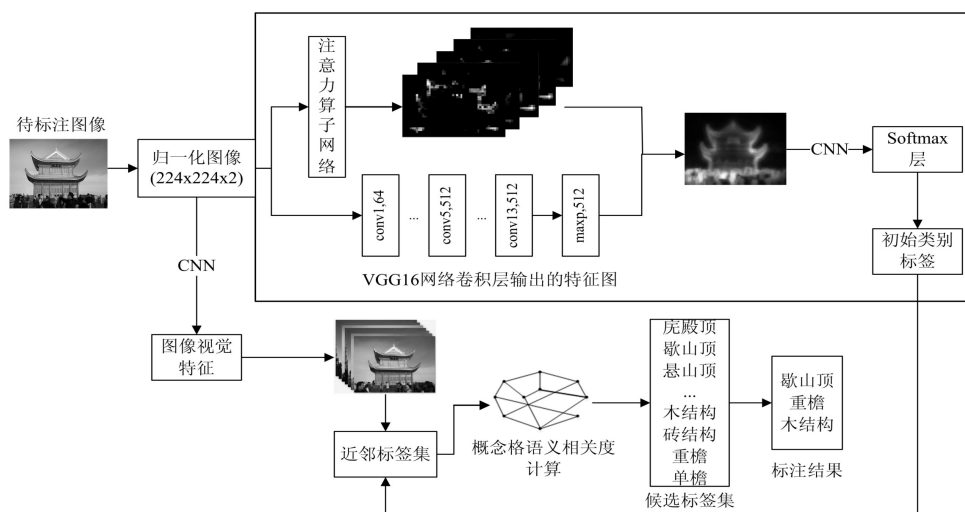 待标注图像
归一化图像
(224x224x2)
注意力算子网络
conv1,64
...
conv5,512
...
conv13,512
maxp,512
VGG16网络卷积层输出的特征图
CNN
Softmax
层
初始类别
标签
CNN
图像视觉
特征
近邻标签集
概念格语义相关度
计算
庑殿顶
歇山顶
悬山顶
...
木结构
砖结构
重檐
单檐
候选标签集
歇山顶
重檐
木结构
标注结果